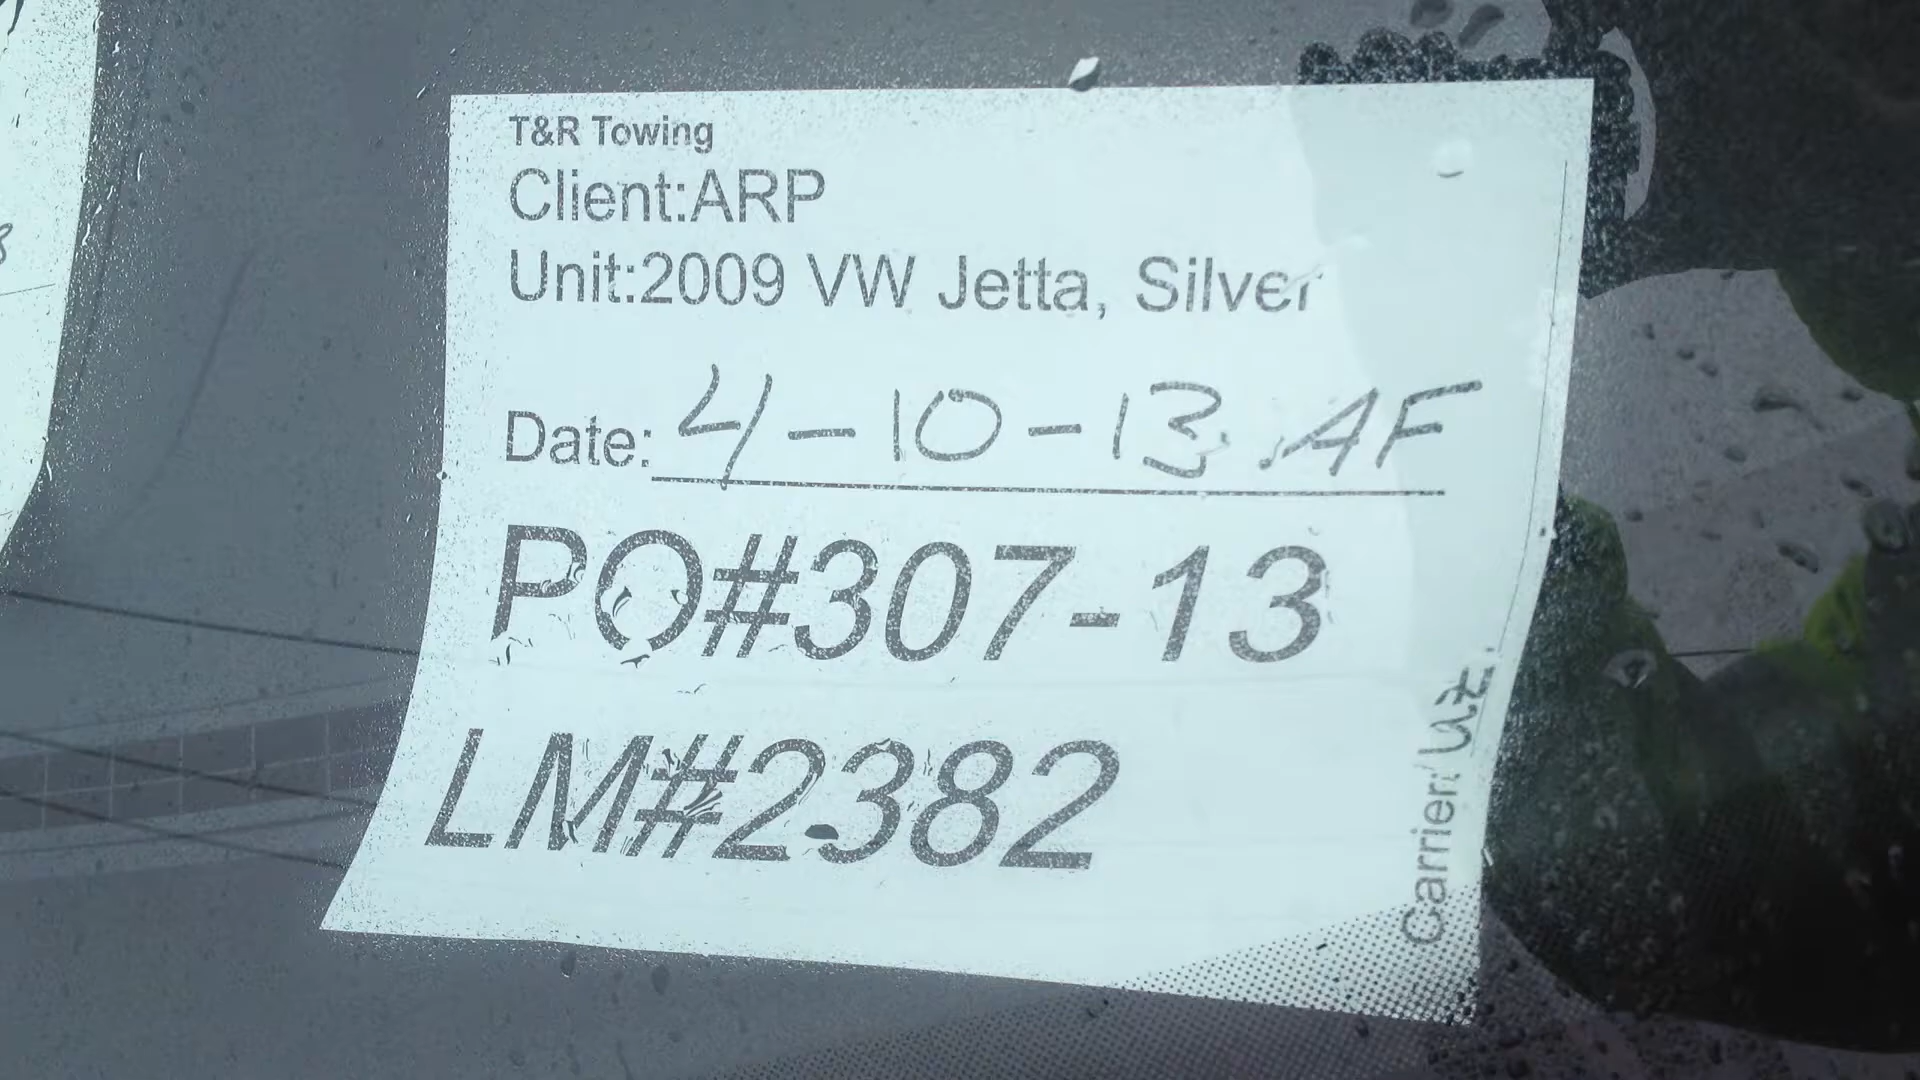 T&R Towing
Client:ARP
Unit:2009 VW Jetta, Silver
Date: 4-10-13 AF
PO#307-13
LM#2382
Carrier: